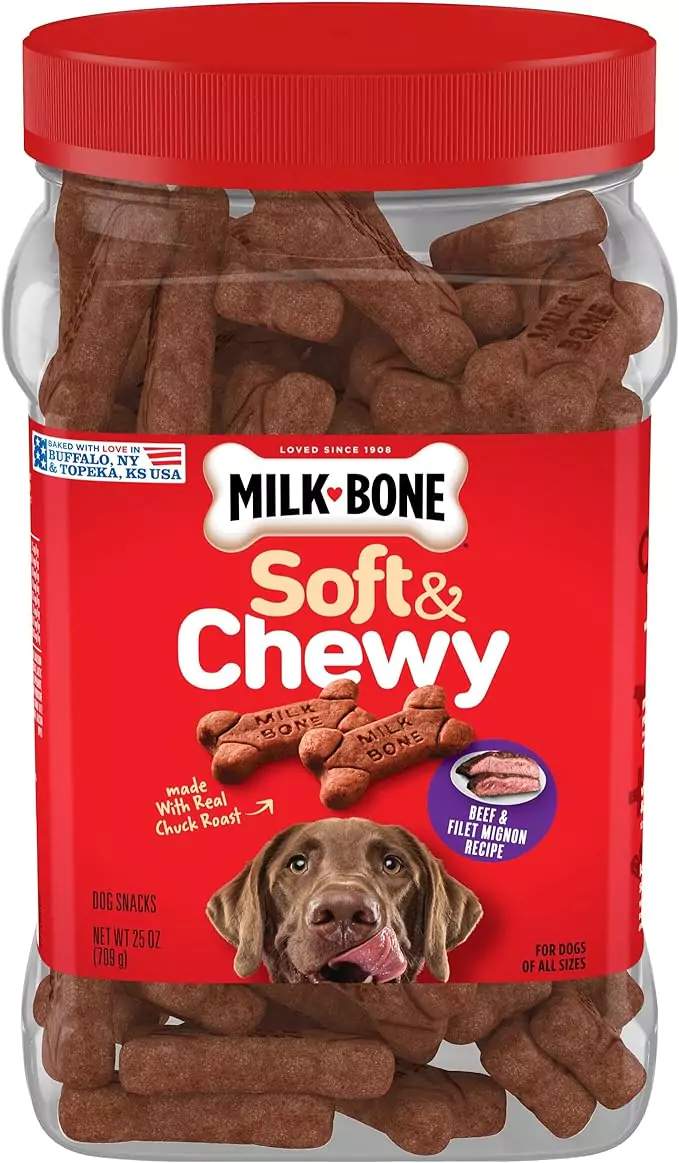 BAKED WITH LOVE IN
BUFFALO, NY
& TOPEKA, KS USA
LOVED SINCE 1908
MILK BONE
Soft &
Chewy
MILK
BONE
MILK
BONE
MILK
BONE
made
With Real
Chuck Roast
BEEF &
FILET MIGNON
RECIPE
DOG SNACKS
NET WT 25 OZ
(709 g)
FOR DOGS
OF ALL SIZES